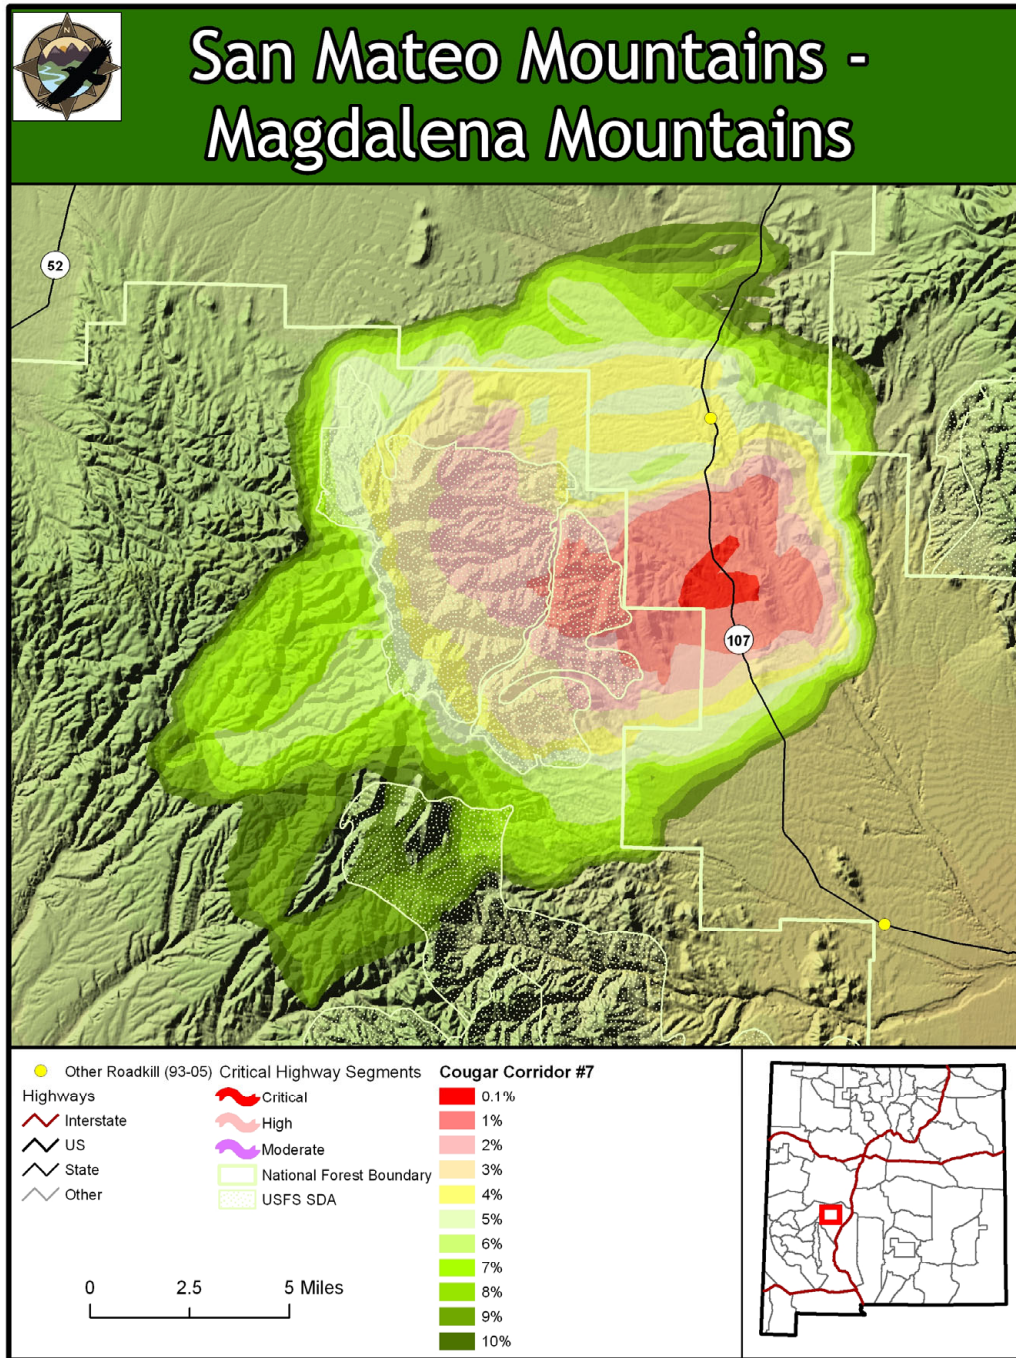 San Mateo Mountains -
Magdalena Mountains
N
52
107
Other Roadkill (93-05)
Highways
Interstate
US
State
Other
Critical Highway Segments
Critical
High
Moderate
National Forest Boundary
USFS SDA
Cougar Corridor #7
0.1%
1%
2%
3%
4%
5%
6%
7%
8%
9%
10%
0 2.5 5 Miles